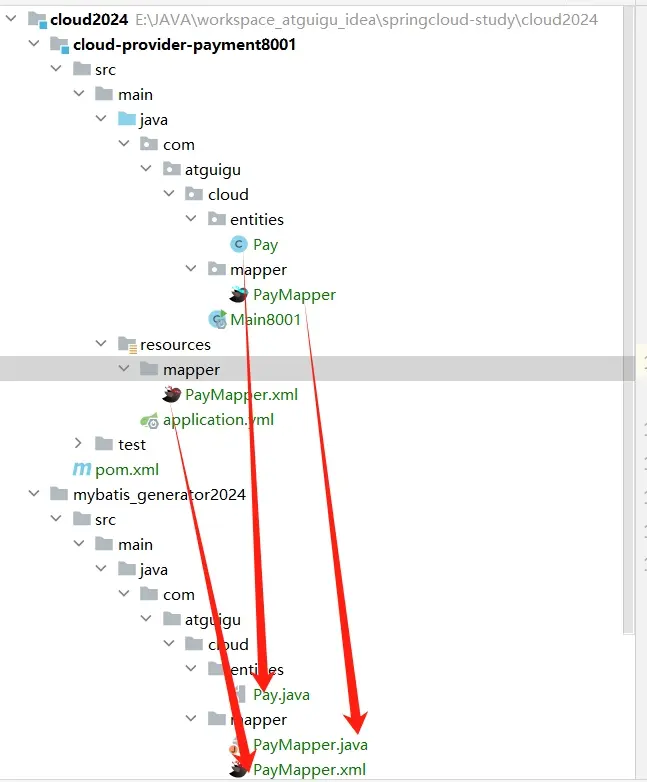 cloud2024 E:\JAVA\workspace_atguigu_idea\springcloud-study\cloud2024
cloud-provider-payment8001
src
main
java
com
atguigu
cloud
entities
Pay
mapper
PayMapper
Main8001
resources
mapper
PayMapper.xml
application.yml
test
pom.xml
mybatis_generator2024
src
main
java
com
atguigu
cloud
entities
Pay.java
mapper
PayMapper.java
PayMapper.xml